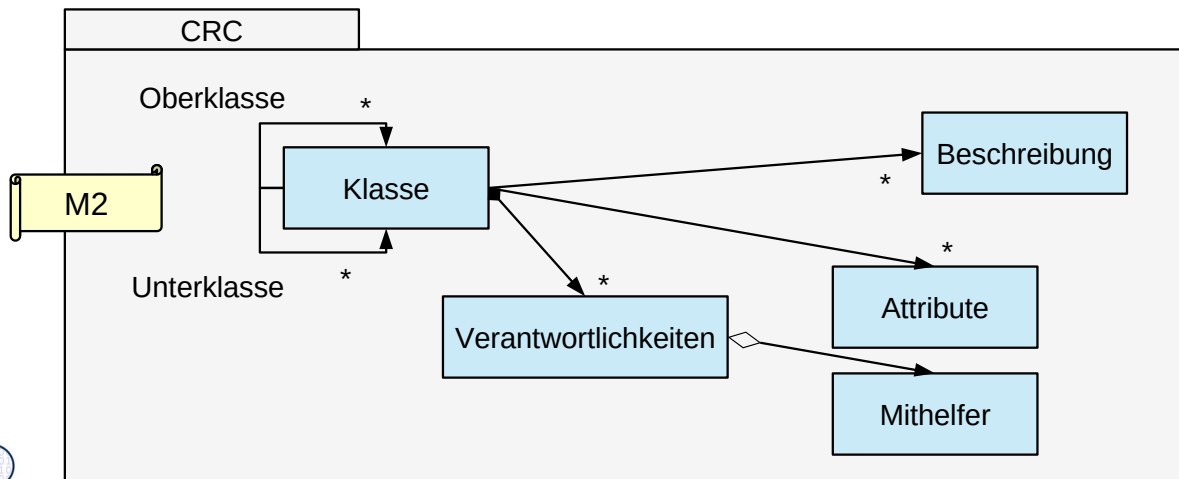 CRC
Oberklasse
*
Klasse
Beschreibung
*
M2
*
Unterklasse
*
*
Attribute
Verantwortlichkeiten
Mithelfer